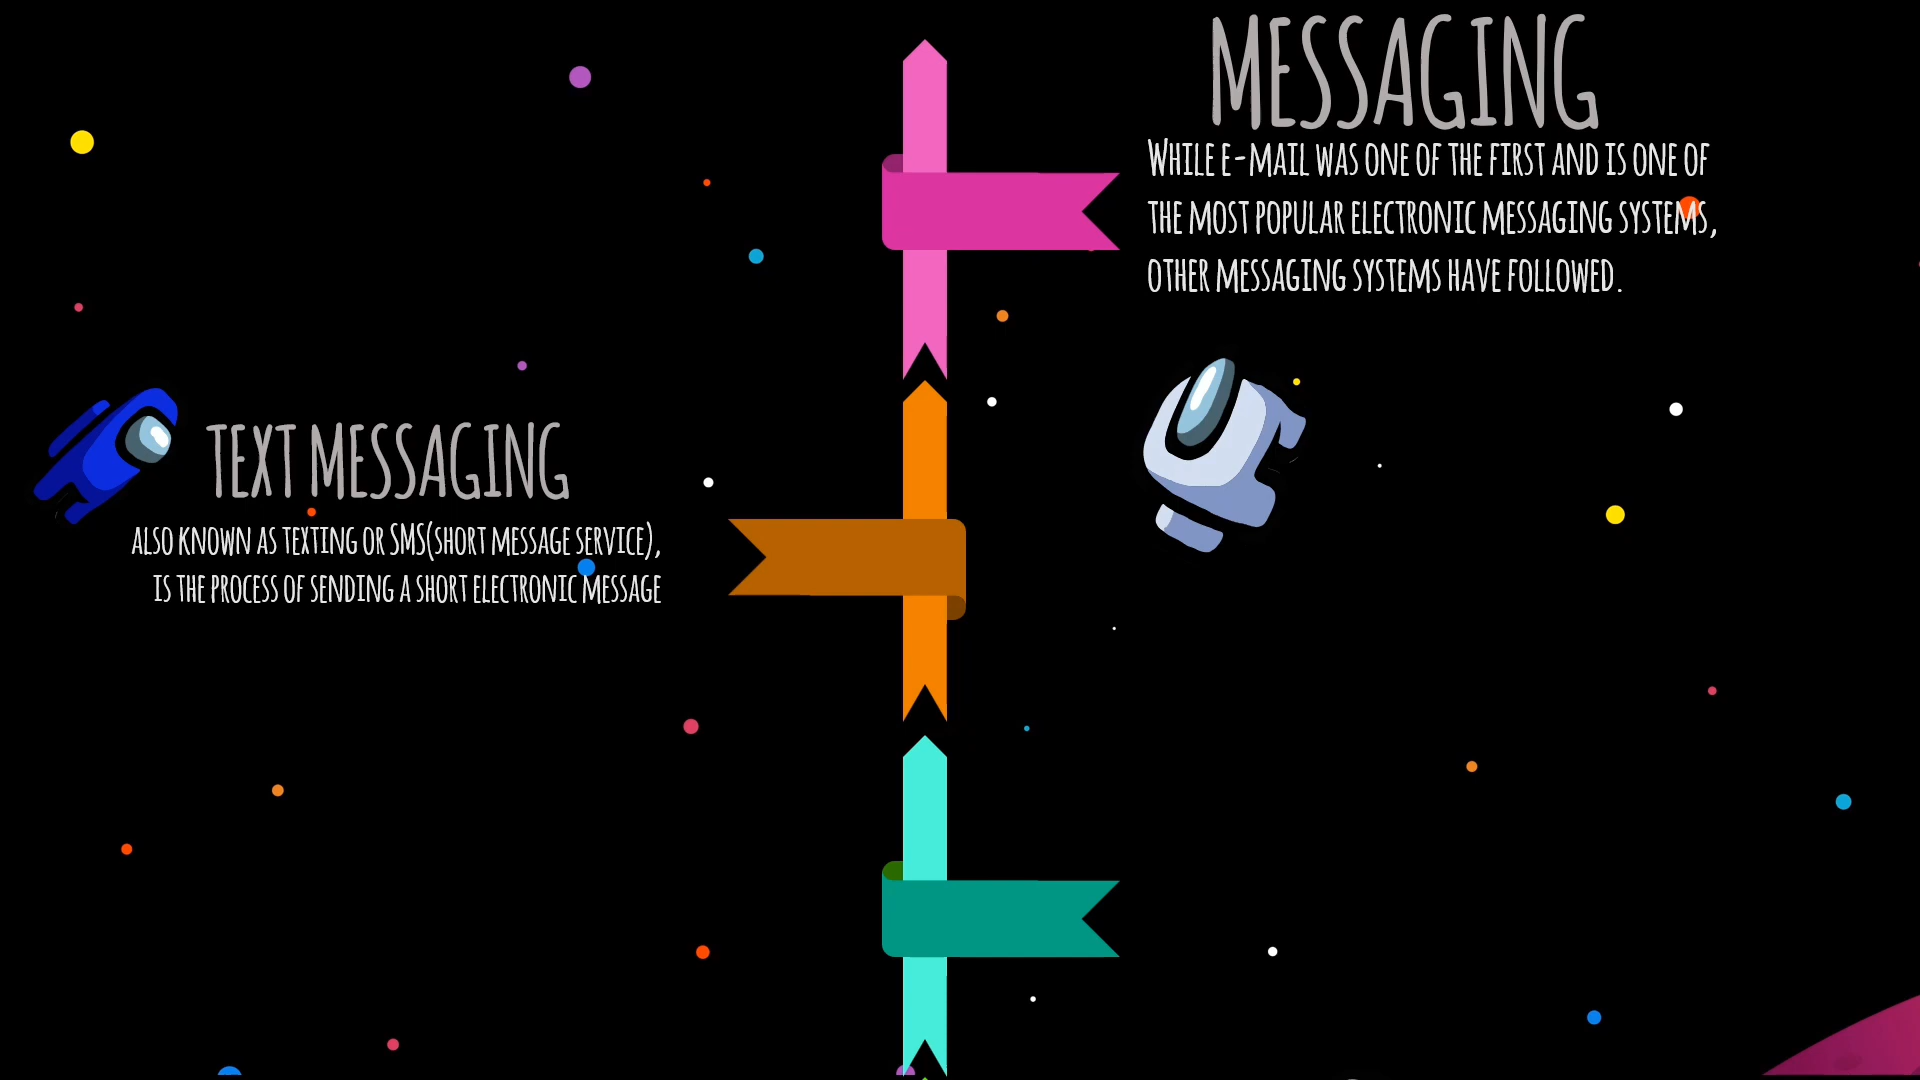 MESSAGING
WHILE E-MAIL WAS ONE OF THE FIRST AND IS ONE OF
THE MOST POPULAR ELECTRONIC MESSAGING SYSTEMS,
OTHER MESSAGING SYSTEMS HAVE FOLLOWED.
TEXT MESSAGING
ALSO KNOWN AS TEXTING OR SMS(SHORT MESSAGE SERVICE),
IS THE PROCESS OF SENDING A SHORT ELECTRONIC MESSAGE